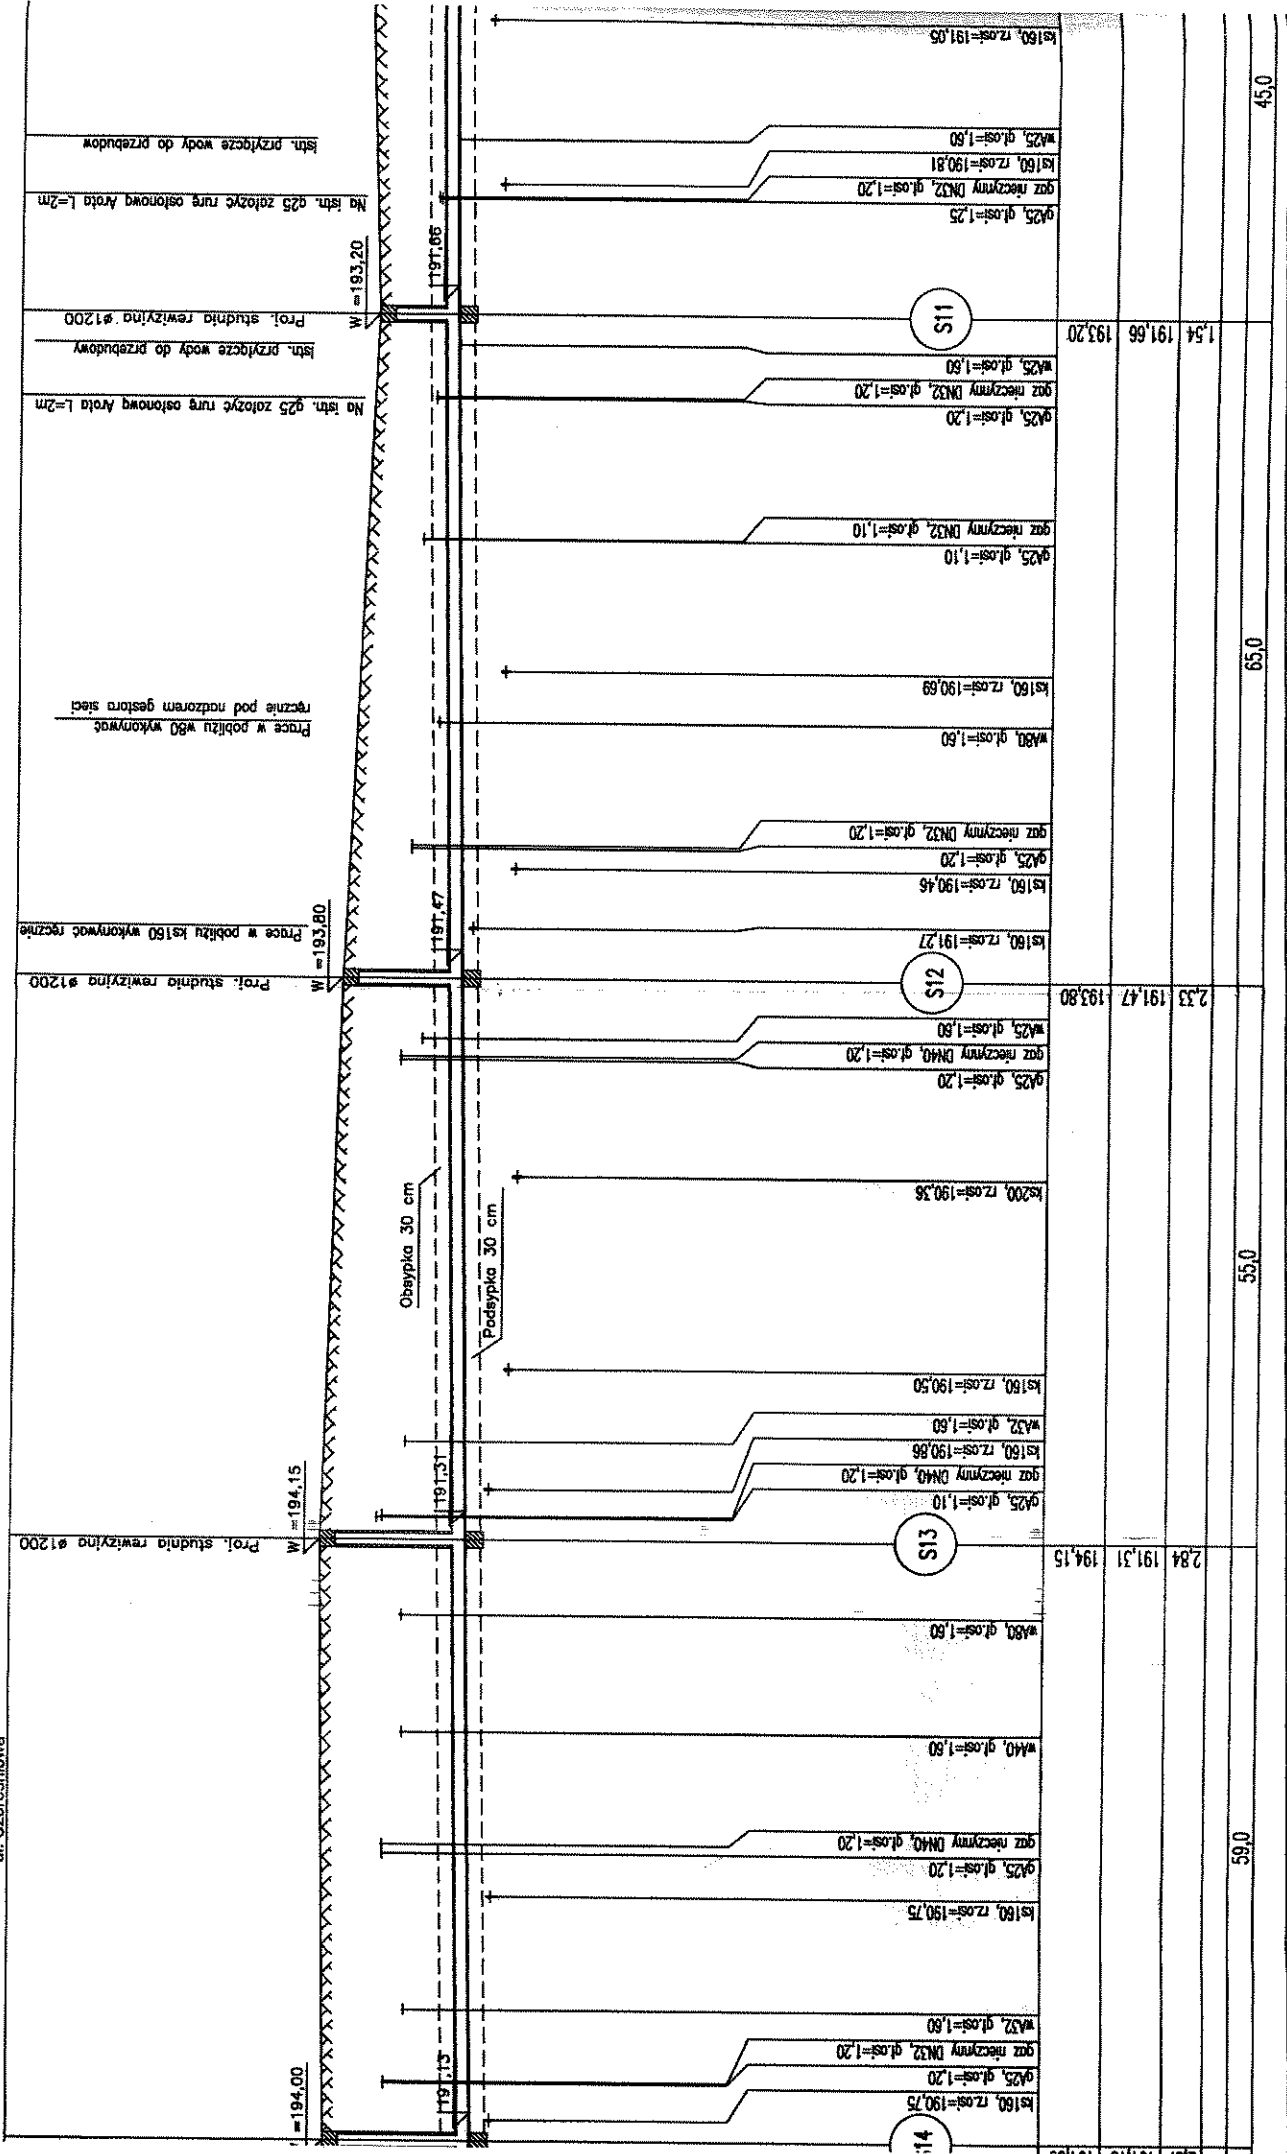 ks160, rz.osi=191,05
45,0
wA25, gł.osi=1,60
ks160, rz.osi=190,81
gaz nieczynny DN32, gł.osi=1,20
gA25, gł.osi=1,25
istn. przyłącze wody do przebudow
Na istn. g25 założyć rurę osłonową Arota L=2m
W =193,20
191,66
Proj. studnia rewizyjna ø1200
S11
193,20
191,66
1,54
istn. przyłącze wody do przebudowy
Na istn. g25 założyć rurę osłonową Arota L=2m
wA25, gł.osi=1,60
gaz nieczynny DN32, gł.osi=1,20
gA25, gł.osi=1,20
gaz nieczynny DN32, gł.osi=1,10
gA25, gł.osi=1,10
65,0
ks160, rz.osi=190,69
wA80, gł.osi=1,60
Prace w pobliżu w80 wykonywać
ręcznie pod nadzorem gestora sieci
gaz nieczynny DN32, gł.osi=1,20
gA25, gł.osi=1,20
ks160, rz.osi=190,46
ks160, rz.osi=191,27
Prace w pobliżu ks160 wykonywać ręcznie
W =193,80
191,47
Proj. studnia rewizyjna ø1200
S12
193,80
191,47
2,33
wA25, gł.osi=1,60
gaz nieczynny DN40, gł.osi=1,20
gA25, gł.osi=1,20
ks200, rz.osi=190,36
Obsypka 30 cm
Podsypka 30 cm
55,0
ks160, rz.osi=190,50
wA32, gł.osi=1,60
ks160, rz.osi=190,66
gaz nieczynny DN40, gł.osi=1,20
gA25, gł.osi=1,10
W =194,15
191,31
Proj. studnia rewizyjna ø1200
S13
194,15
191,31
2,84
wA80, gł.osi=1,60
wA40, gł.osi=1,60
gaz nieczynny DN40, gł.osi=1,20
gA25, gł.osi=1,20
59,0
ks160, rz.osi=190,75
wA32, gł.osi=1,60
gaz nieczynny DN32, gł.osi=1,20
gA25, gł.osi=1,20
ks160, rz.osi=190,75
=194,00
191,13
S14